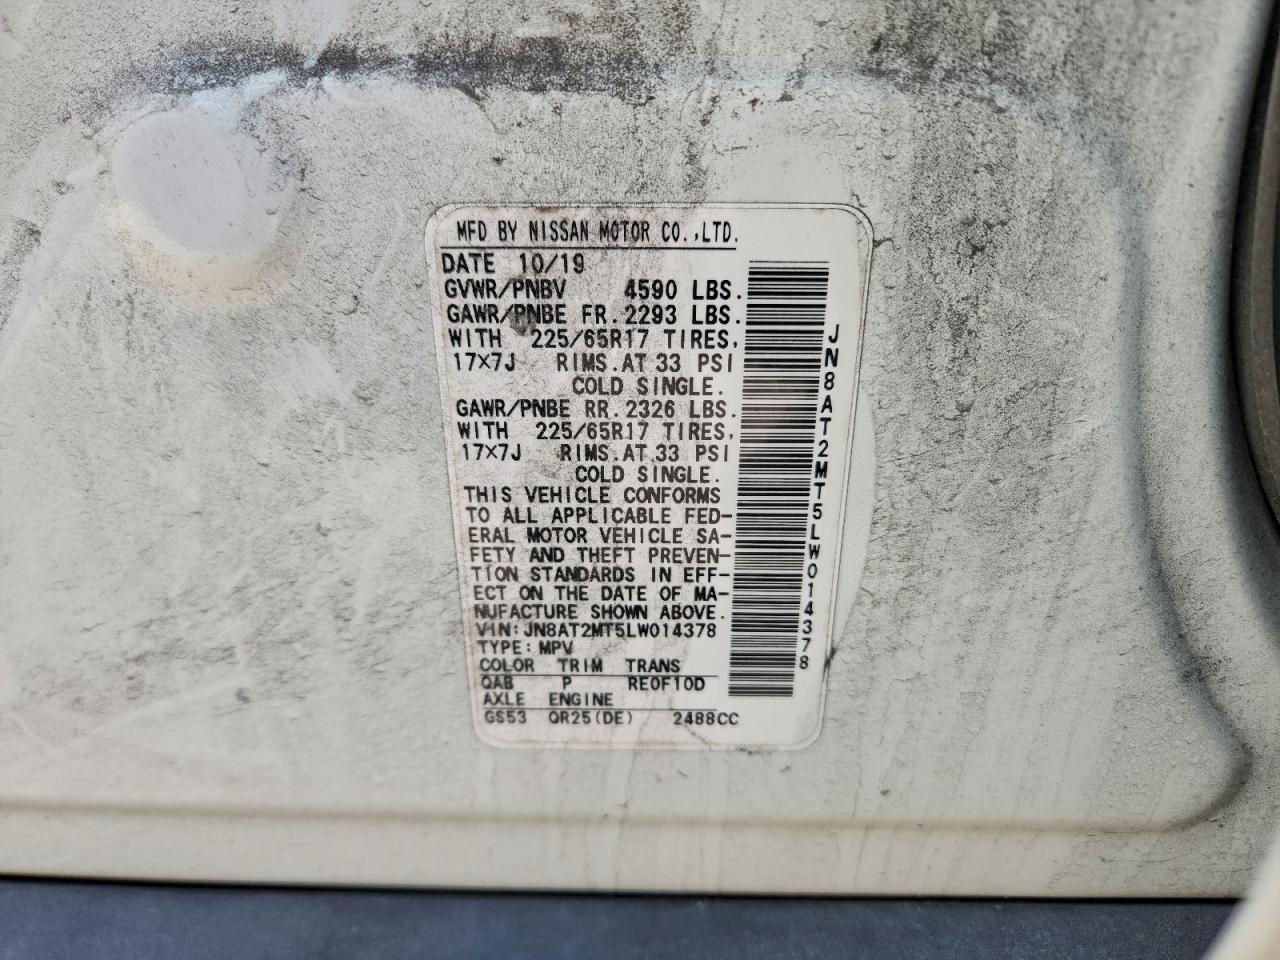 MFD BY NISSAN MOTOR CO.,LTD.
DATE 10/19
GVWR/PNBV 4590 LBS.
GAWR/PNBE FR. 2293 LBS.
WITH 225/65R17 TIRES,
17×7J RIMS.AT 33 PSI
COLD SINGLE.
GAWR/PNBE RR. 2326 LBS.
WITH 225/65R17 TIRES,
17×7J RIMS.AT 33 PSI
COLD SINGLE.
THIS VEHICLE CONFORMS
TO ALL APPLICABLE FED-
ERAL MOTOR VEHICLE SA-
FETY AND THEFT PREVEN-
TION STANDARDS IN EFF-
ECT ON THE DATE OF MA-
NUFACTURE SHOWN ABOVE.
VIN: JN8AT2MT5LW014378
TYPE: MPV
COLOR TRIM TRANS
QAB P RE0F10D
AXLE ENGINE
GS53 QR25(DE) 2488CC
JN8AT2MT5LW014378